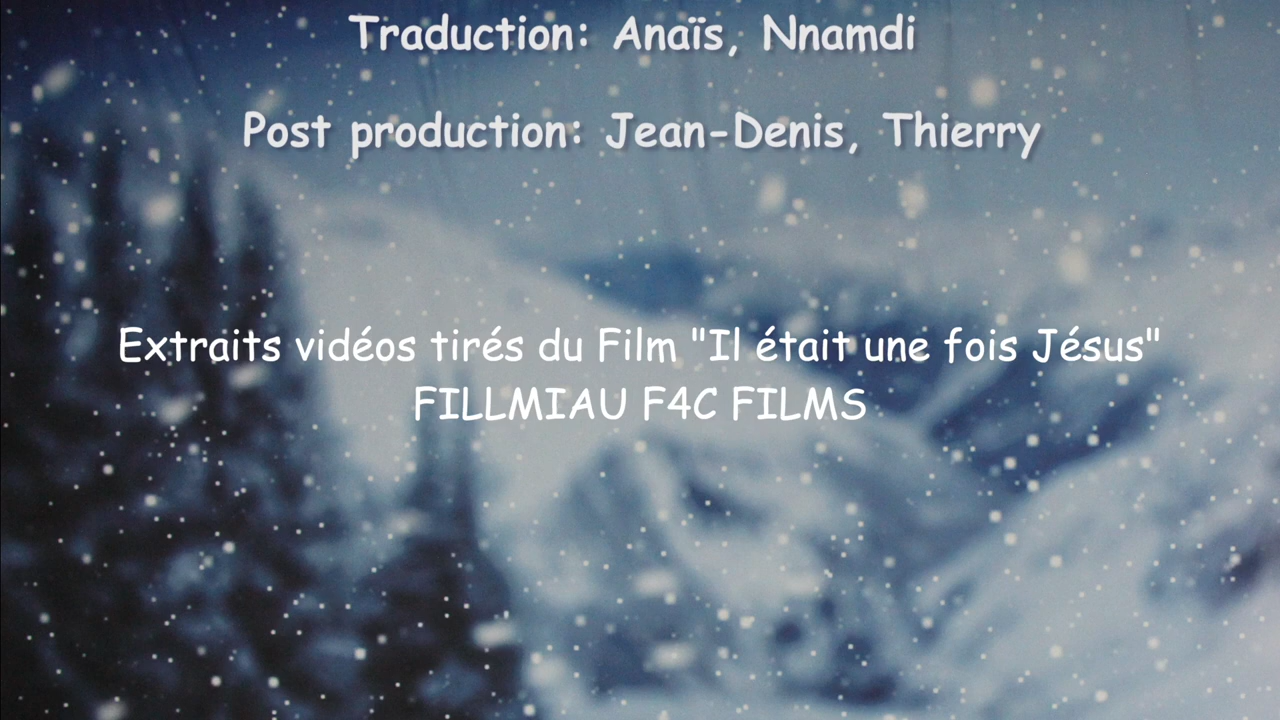 Traduction: Anaïs, Nnamdi
Post production: Jean-Denis, Thierry
Extraits vidéos tirés du Film "Il était une fois Jésus"
FILLMIAU F4C FILMS